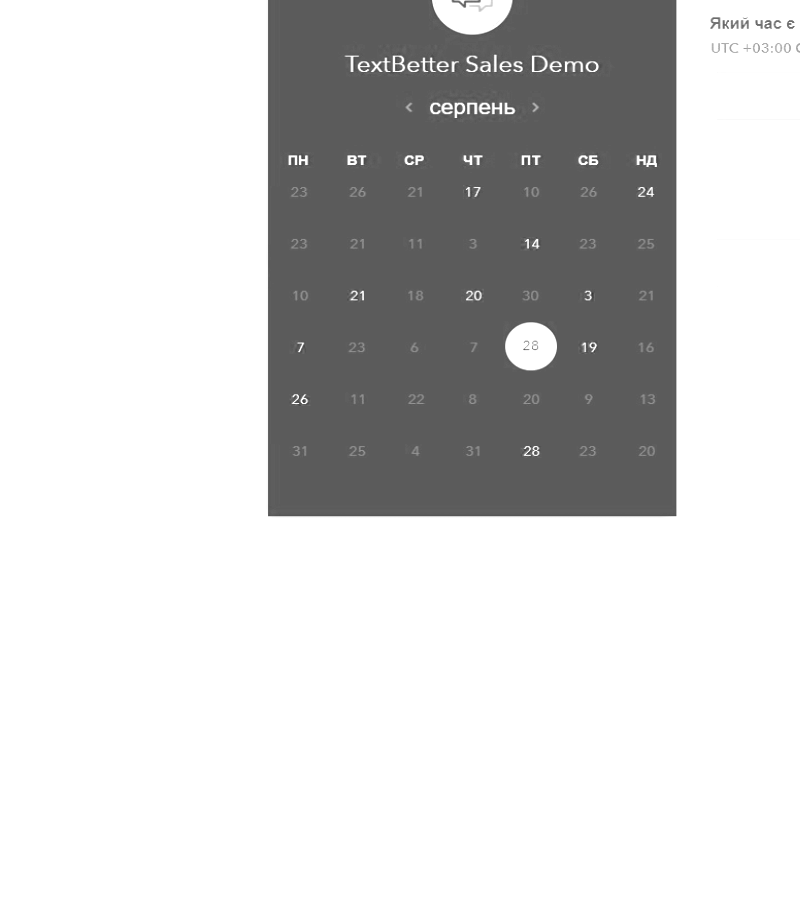 TextBetter Sales Demo
‹ серпень ›
ПН ВТ СР ЧТ ПТ СБ НД
23 26 21 17 10 26 24
23 21 11 3 14 23 25
10 21 18 20 30 3 21
7 23 6 7 28 19 16
26 11 22 8 20 9 13
31 25 4 31 28 23 20
Який час є
UTC +03:00